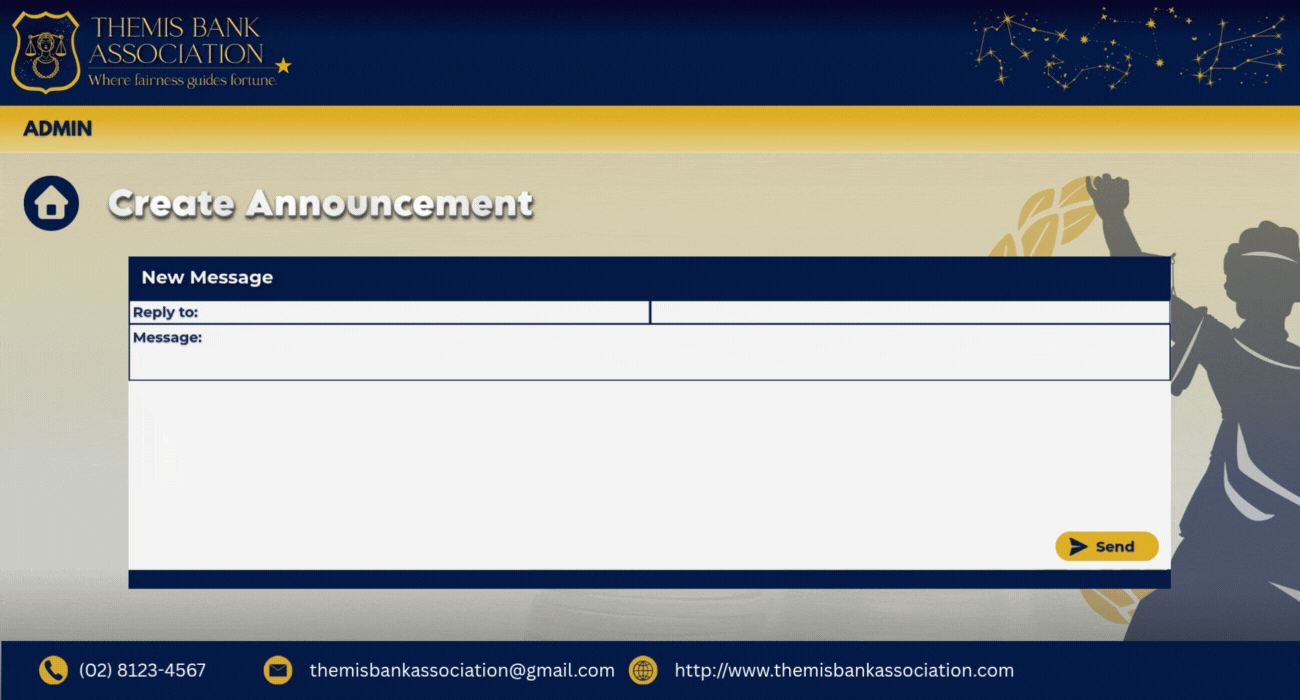 THEMIS BANK
ASSOCIATION
Where fairness guides fortune.
ADMIN
Create Announcement
New Message
Reply to:
Message:
Send
(02) 8123-4567 themisbankassociation@gmail.com http://www.themisbankassociation.com